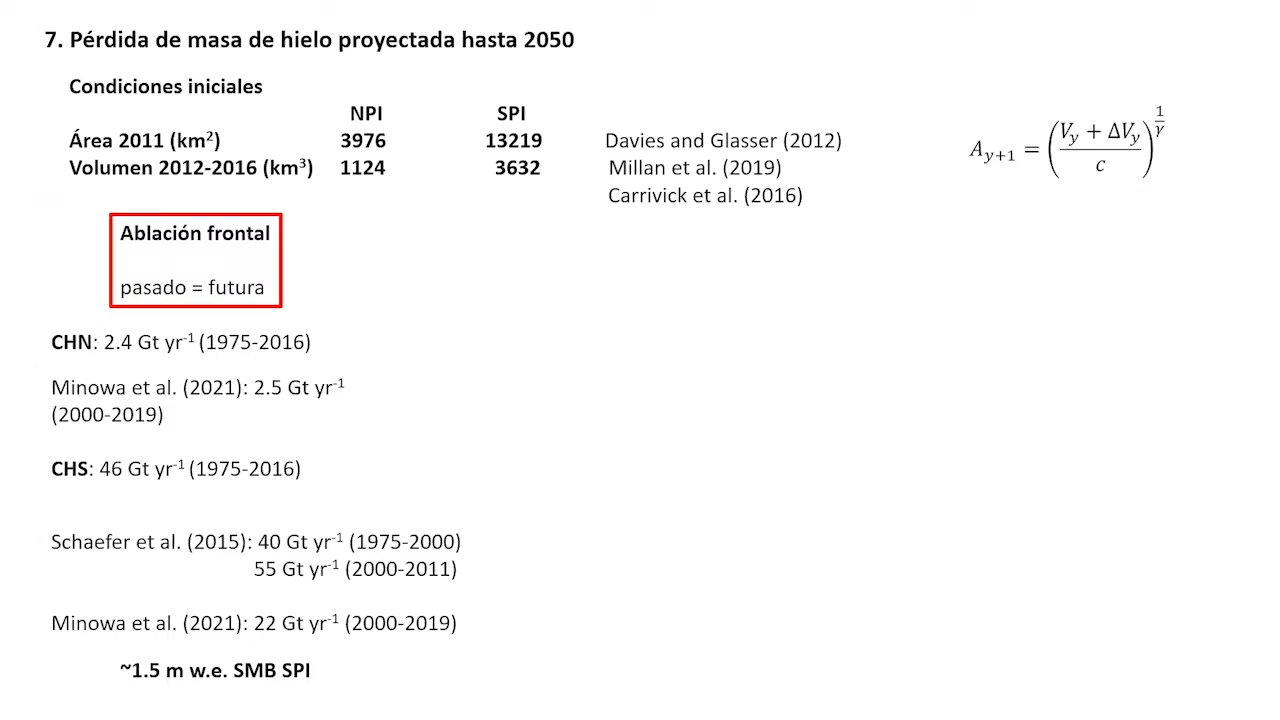 7. Pérdida de masa de hielo proyectada hasta 2050
Condiciones iniciales
NPI SPI
Área 2011 (km²) 3976 13219 Davies and Glasser (2012)
Volumen 2012-2016 (km³) 1124 3632 Millan et al. (2019)
Carrivick et al. (2016)
A_{y+1} = ((V_y + ΔV_y)/c)^{1/γ}
Ablación frontal
pasado = futura
CHN: 2.4 Gt yr⁻¹ (1975-2016)
Minowa et al. (2021): 2.5 Gt yr⁻¹
(2000-2019)
CHS: 46 Gt yr⁻¹ (1975-2016)
Schaefer et al. (2015): 40 Gt yr⁻¹ (1975-2000)
55 Gt yr⁻¹ (2000-2011)
Minowa et al. (2021): 22 Gt yr⁻¹ (2000-2019)
~1.5 m w.e. SMB SPI